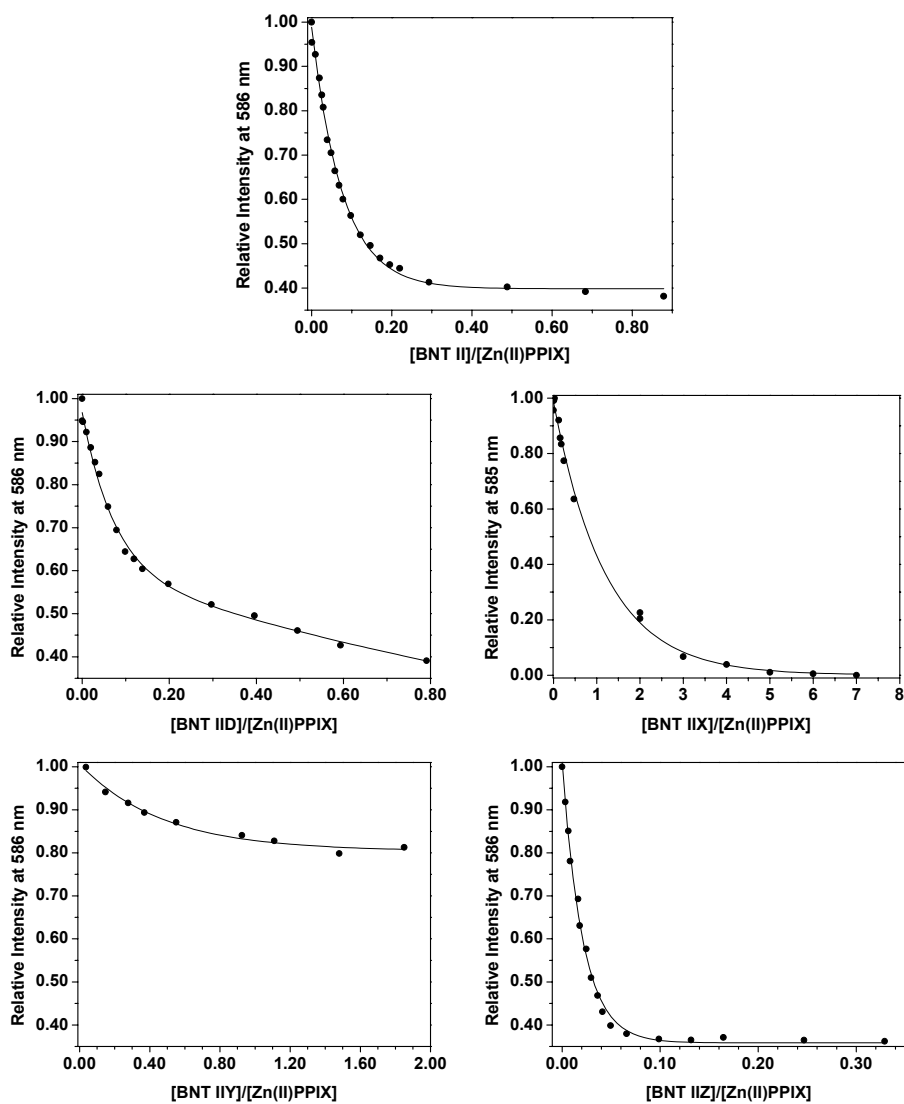 Relative Intensity at 586 nm
1.00
0.90
0.80
0.70
0.60
0.50
0.40
0.00 0.20 0.40 0.60 0.80
[BNT II]/[Zn(II)PPIX]
Relative Intensity at 586 nm
1.00
0.90
0.80
0.70
0.60
0.50
0.40
0.00 0.20 0.40 0.60 0.80
[BNT IID]/[Zn(II)PPIX]
Relative Intensity at 585 nm
1.00
0.80
0.60
0.40
0.20
0.00
0 1 2 3 4 5 6 7 8
[BNT IIX]/[Zn(II)PPIX]
Relative Intensity at 586 nm
1.00
0.90
0.80
0.70
0.60
0.50
0.40
0.00 0.40 0.80 1.20 1.60 2.00
[BNT IIY]/[Zn(II)PPIX]
Relative Intensity at 586 nm
1.00
0.90
0.80
0.70
0.60
0.50
0.40
0.00 0.10 0.20 0.30
[BNT IIZ]/[Zn(II)PPIX]